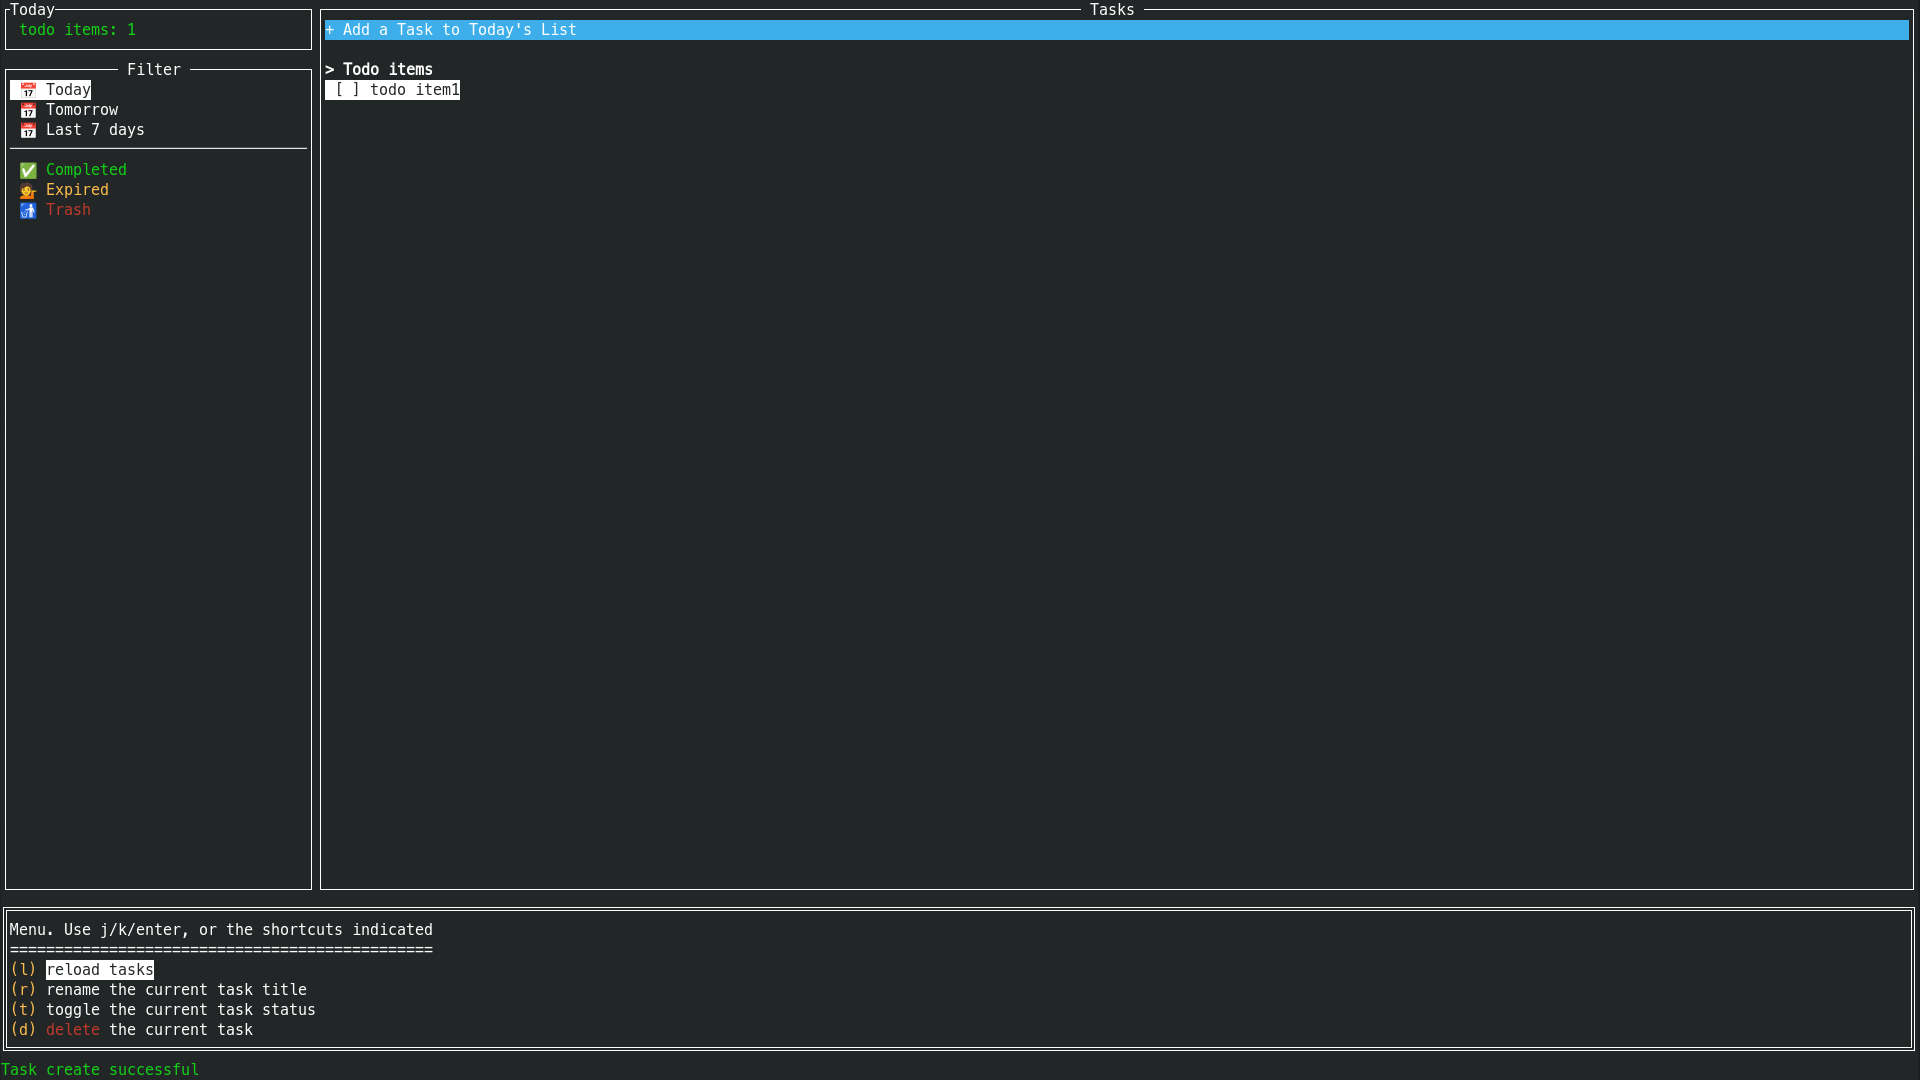 Today
todo items: 1
Filter
📅 Today
📅 Tomorrow
📅 Last 7 days
✅ Completed
💁 Expired
🚮 Trash
Tasks
+ Add a Task to Today's List
> Todo items
[ ] todo item1
Menu. Use j/k/enter, or the shortcuts indicated
===============================================
(l) reload tasks
(r) rename the current task title
(t) toggle the current task status
(d) delete the current task
Task create successful